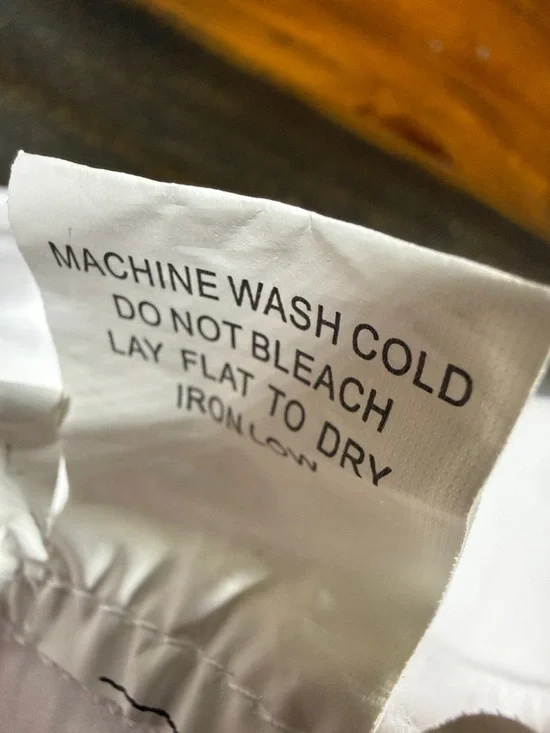 MACHINE WASH COLD
DO NOT BLEACH
LAY FLAT TO DRY
IRON LOW